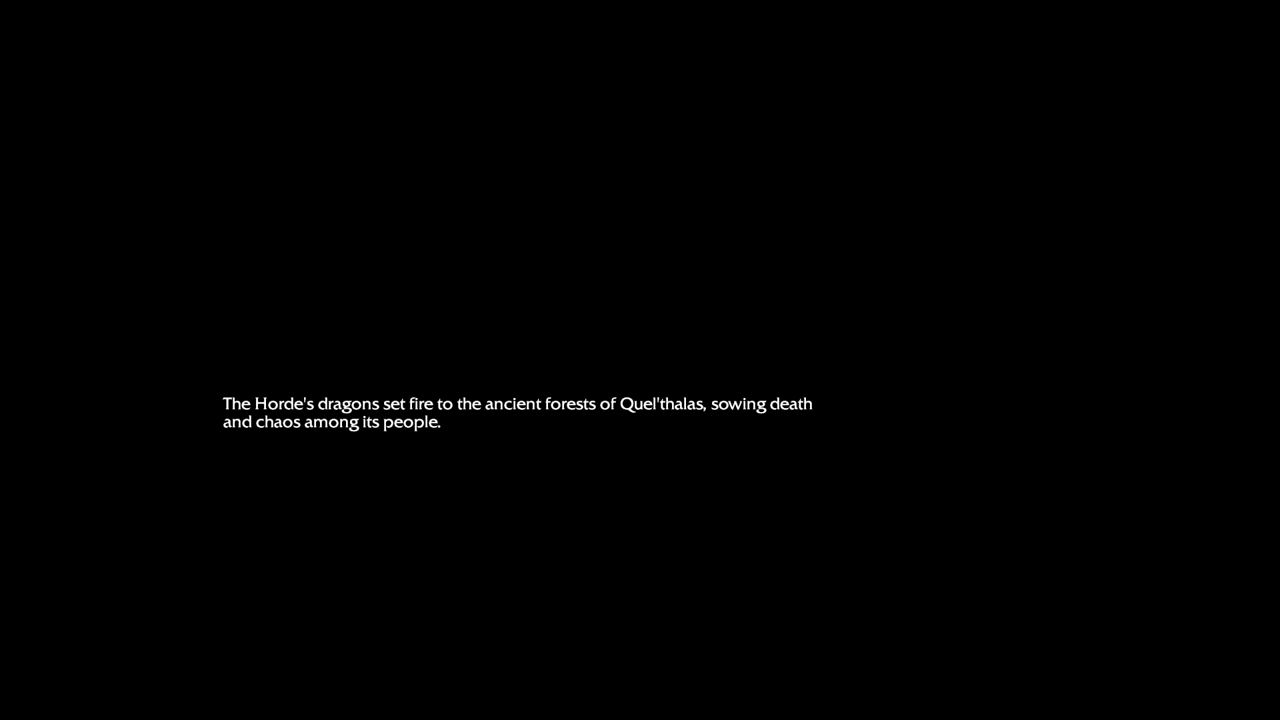 The Horde's dragons set fire to the ancient forests of Quel'thalas, sowing death
and chaos among its people.